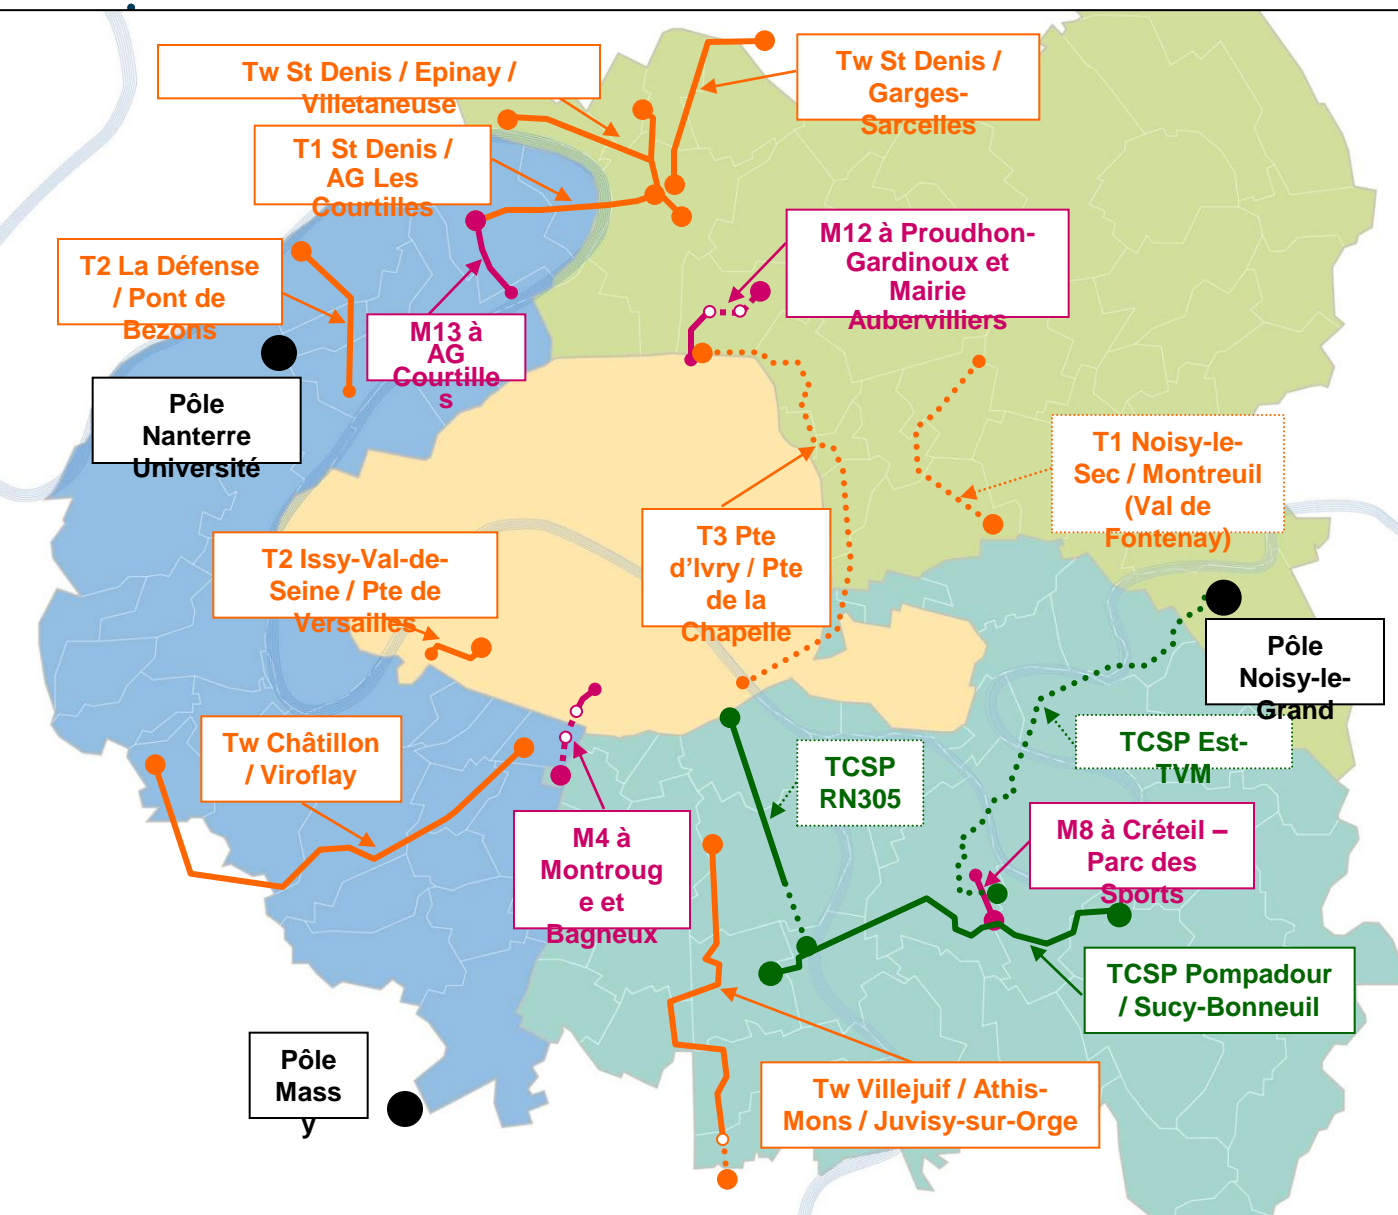 Tw St Denis / Epinay /
Villetaneuse
Tw St Denis /
Garges-
Sarcelles
T1 St Denis /
AG Les
Courtilles
M12 à Proudhon-
Gardinoux et
Mairie
Aubervilliers
T2 La Défense
/ Pont de
Bezons
M13 à
AG
Courtille
s
Pôle
Nanterre
Université
T1 Noisy-le-
Sec / Montreuil
(Val de
Fontenay)
T3 Pte
d'Ivry / Pte
de la
Chapelle
T2 Issy-Val-de-
Seine / Pte de
Versailles
Pôle
Noisy-le-
Grand
Tw Châtillon
/ Viroflay
TCSP Est-
TVM
TCSP
RN305
M4 à
Montroug
e et
Bagneux
M8 à Créteil –
Parc des
Sports
TCSP Pompadour
/ Sucy-Bonneuil
Pôle
Mass
y
Tw Villejuif / Athis-
Mons / Juvisy-sur-Orge